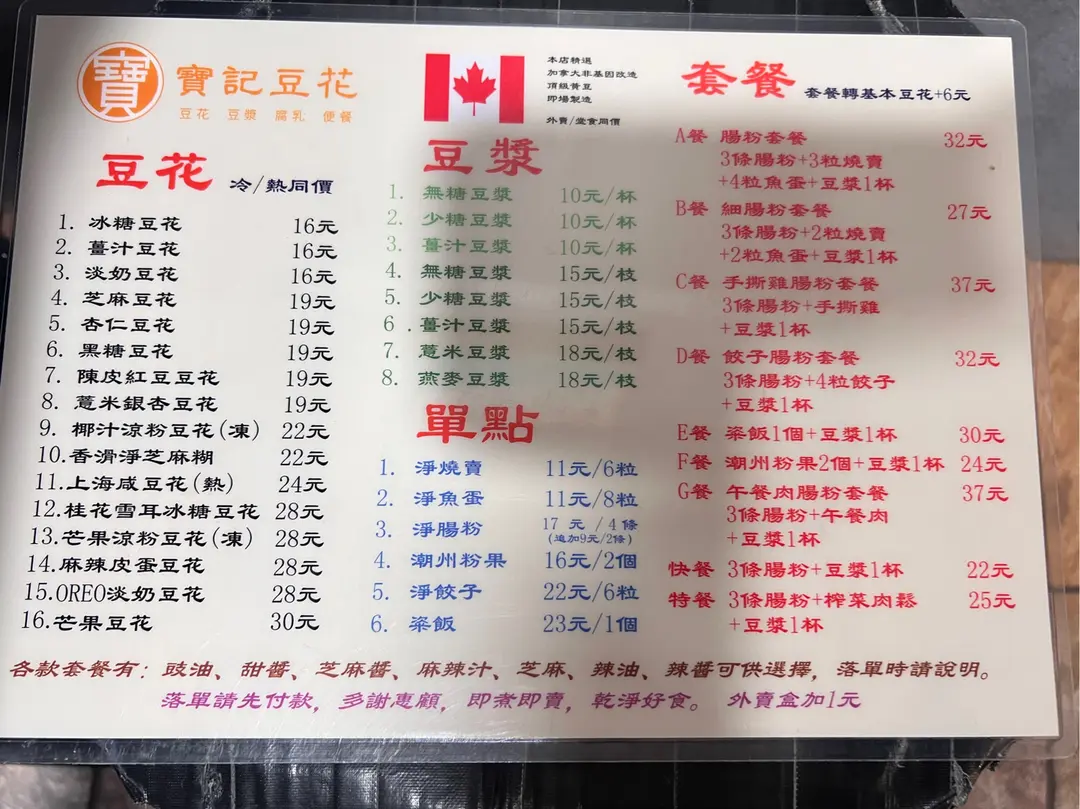 寶
寶記豆花
豆花 豆漿 腐乳 便餐
豆花 冷/熱同價
1. 冰糖豆花 16元
2. 薑汁豆花 16元
3. 淡奶豆花 16元
4. 芝麻豆花 19元
5. 杏仁豆花 19元
6. 黑糖豆花 19元
7. 陳皮紅豆豆花 19元
8. 薏米銀杏豆花 19元
9. 椰汁涼粉豆花(凍) 22元
10.香滑淨芝麻糊 22元
11.上海咸豆花(熱) 24元
12.桂花雪耳冰糖豆花 28元
13.芒果涼粉豆花(凍) 28元
14.麻辣皮蛋豆花 28元
15.OREO淡奶豆花 28元
16.芒果豆花 30元
本店精選
加拿大非基因改造
頂級黃豆
即場製造
外賣/堂食同價
豆漿
1. 無糖豆漿 10元/杯
2. 少糖豆漿 10元/杯
3. 薑汁豆漿 10元/杯
4. 無糖豆漿 15元/枝
5. 少糖豆漿 15元/枝
6 .薑汁豆漿 15元/枝
7. 薏米豆漿 18元/枝
8. 燕麥豆漿 18元/枝
單點
1. 淨燒賣 11元/6粒
2. 淨魚蛋 11元/8粒
3. 淨腸粉 17 元 /4條
(追加9元/2條)
4. 潮州粉果 16元/2個
5. 淨餃子 22元/6粒
6. 粢飯 23元/1個
套餐 套餐轉基本豆花+6元
A餐 腸粉套餐 32元
3條腸粉+3粒燒賣
+4粒魚蛋+豆漿1杯
B餐 細腸粉套餐 27元
3條腸粉+2粒燒賣
+2粒魚蛋+豆漿1杯
C餐 手撕雞腸粉套餐 37元
3條腸粉+手撕雞
+豆漿1杯
D餐 餃子腸粉套餐 32元
3條腸粉+4粒餃子
+豆漿1杯
E餐 粢飯1個+豆漿1杯 30元
F餐 潮州粉果2個+豆漿1杯 24元
G餐 午餐肉腸粉套餐 37元
3條腸粉+午餐肉
+豆漿1杯
快餐 3條腸粉+豆漿1杯 22元
特餐 3條腸粉+榨菜肉鬆 25元
+豆漿1杯
各款套餐有：豉油、甜醬、芝麻醬、麻辣汁、芝麻、辣油、辣醬可供選擇，落單時請說明。
落單請先付款，多謝惠顧，即煮即賣，乾淨好食。 外賣盒加1元